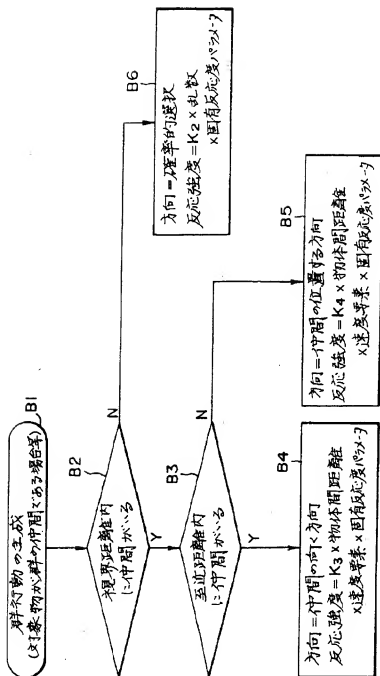 B1
群行動の生成
(対象物が群の仲間である場合等)
B2
視界距離内
に仲間がいる
N
Y
B6
方向=確率的選択
反応強度=K2×乱数
×固有反応度パラメータ
B3
至近距離内
に仲間がいる
N
Y
B4
方向=仲間の向く方向
反応強度=K3×物体間距離
×速度要素×固有反応度パラメータ
B5
方向=仲間の位置する方向
反応強度=K4×物体間距離
×速度要素×固有反応度パラメータ